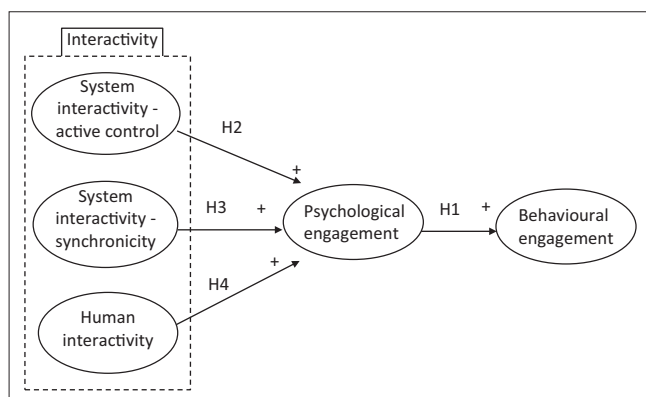 Interactivity
System
interactivity -
active control
H2
+
System
interactivity -
synchronicity
H3
+
Psychological
engagement
H1
+
Behavioural
engagement
+
H4
Human
interactivity